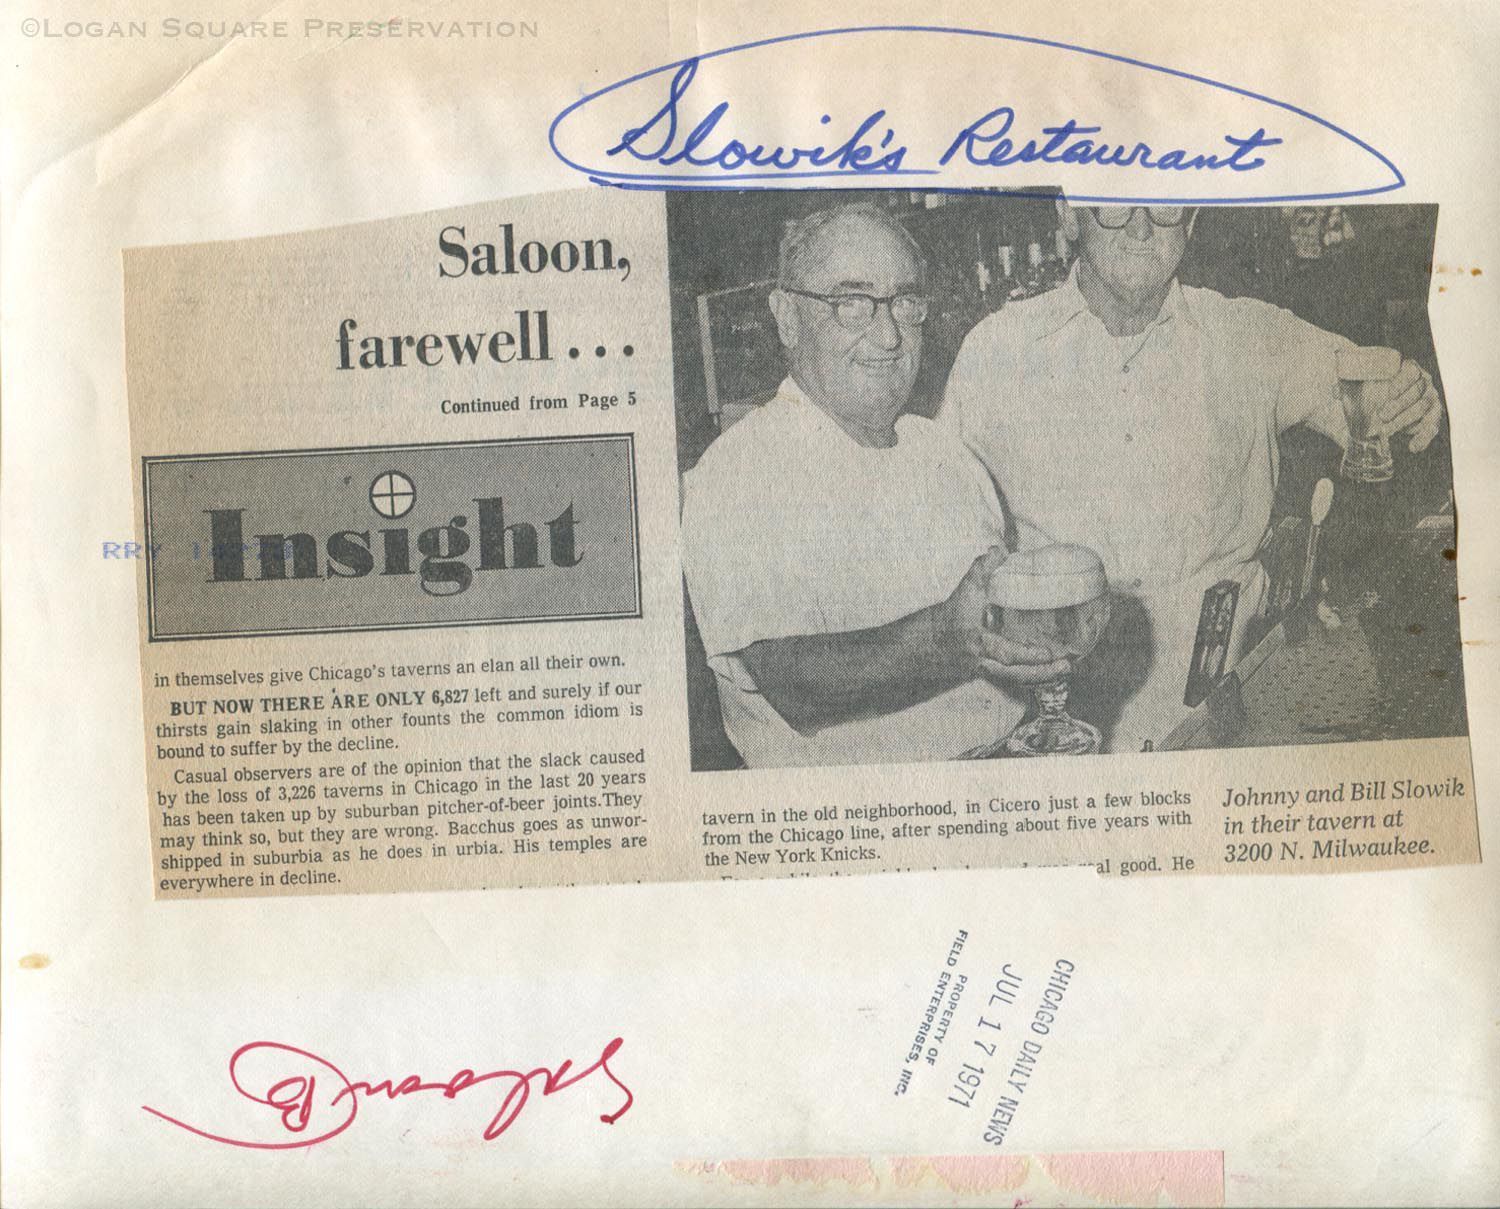 ©LOGAN SQUARE PRESERVATION
Slowik's Restaurant
Saloon,
farewell . . .
Continued from Page 5
Insight
RRY
in themselves give Chicago's taverns an elan all their own.
BUT NOW THERE ARE ONLY 6,827 left and surely if our
thirsts gain slaking in other founts the common idiom is
bound to suffer by the decline.
Casual observers are of the opinion that the slack caused
by the loss of 3,226 taverns in Chicago in the last 20 years
has been taken up by suburban pitcher-of-beer joints.They
may think so, but they are wrong. Bacchus goes as unwor-
shipped in suburbia as he does in urbia. His temples are
everywhere in decline.
tavern in the old neighborhood, in Cicero just a few blocks
from the Chicago line, after spending about five years with
the New York Knicks.
good. He
Johnny and Bill Slowik
in their tavern at
3200 N. Milwaukee.
CHICAGO DAILY NEWS
JUL 17 1971
PROPERTY OF
FIELD ENTERPRISES, INC.
Saloon B